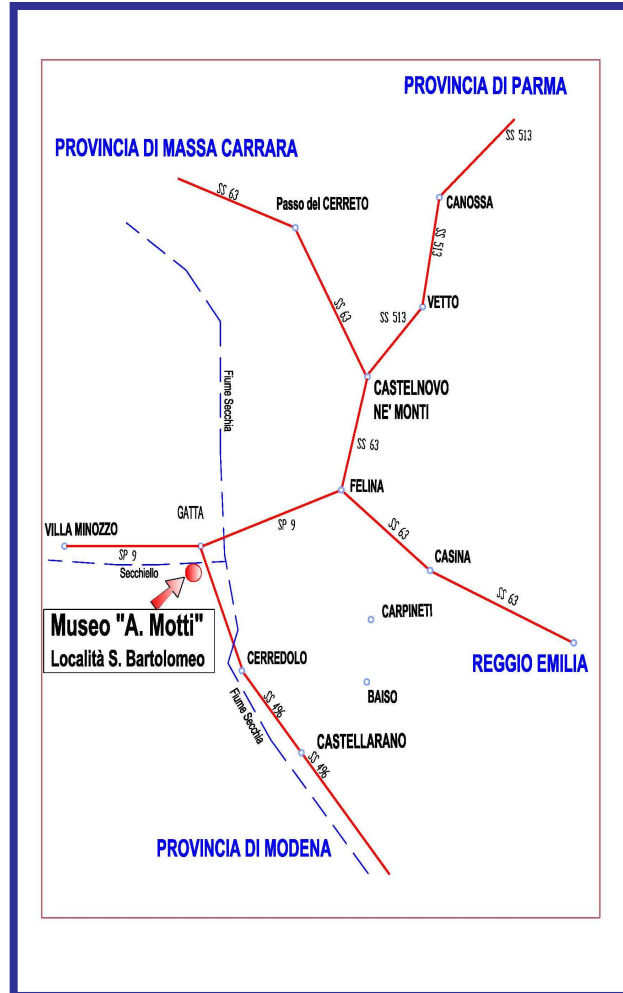 PROVINCIA DI PARMA
SS 513
PROVINCIA DI MASSA CARRARA
SS 63
Passo del CERRETO
CANOSSA
SS 513
VETTO
SS 63
SS 513
Fiume Secchia
CASTELNOVO
NE' MONTI
SS 63
FELINA
GATTA
SP 9
SS 63
VILLA MINOZZO
SP 9
Secchiello
CASINA
SS 63
Museo "A. Motti"
Località S. Bartolomeo
CARPINETI
CERREDOLO
REGGIO EMILIA
BAISO
SS 496
Fiume Secchia
CASTELLARANO
SS 496
PROVINCIA DI MODENA